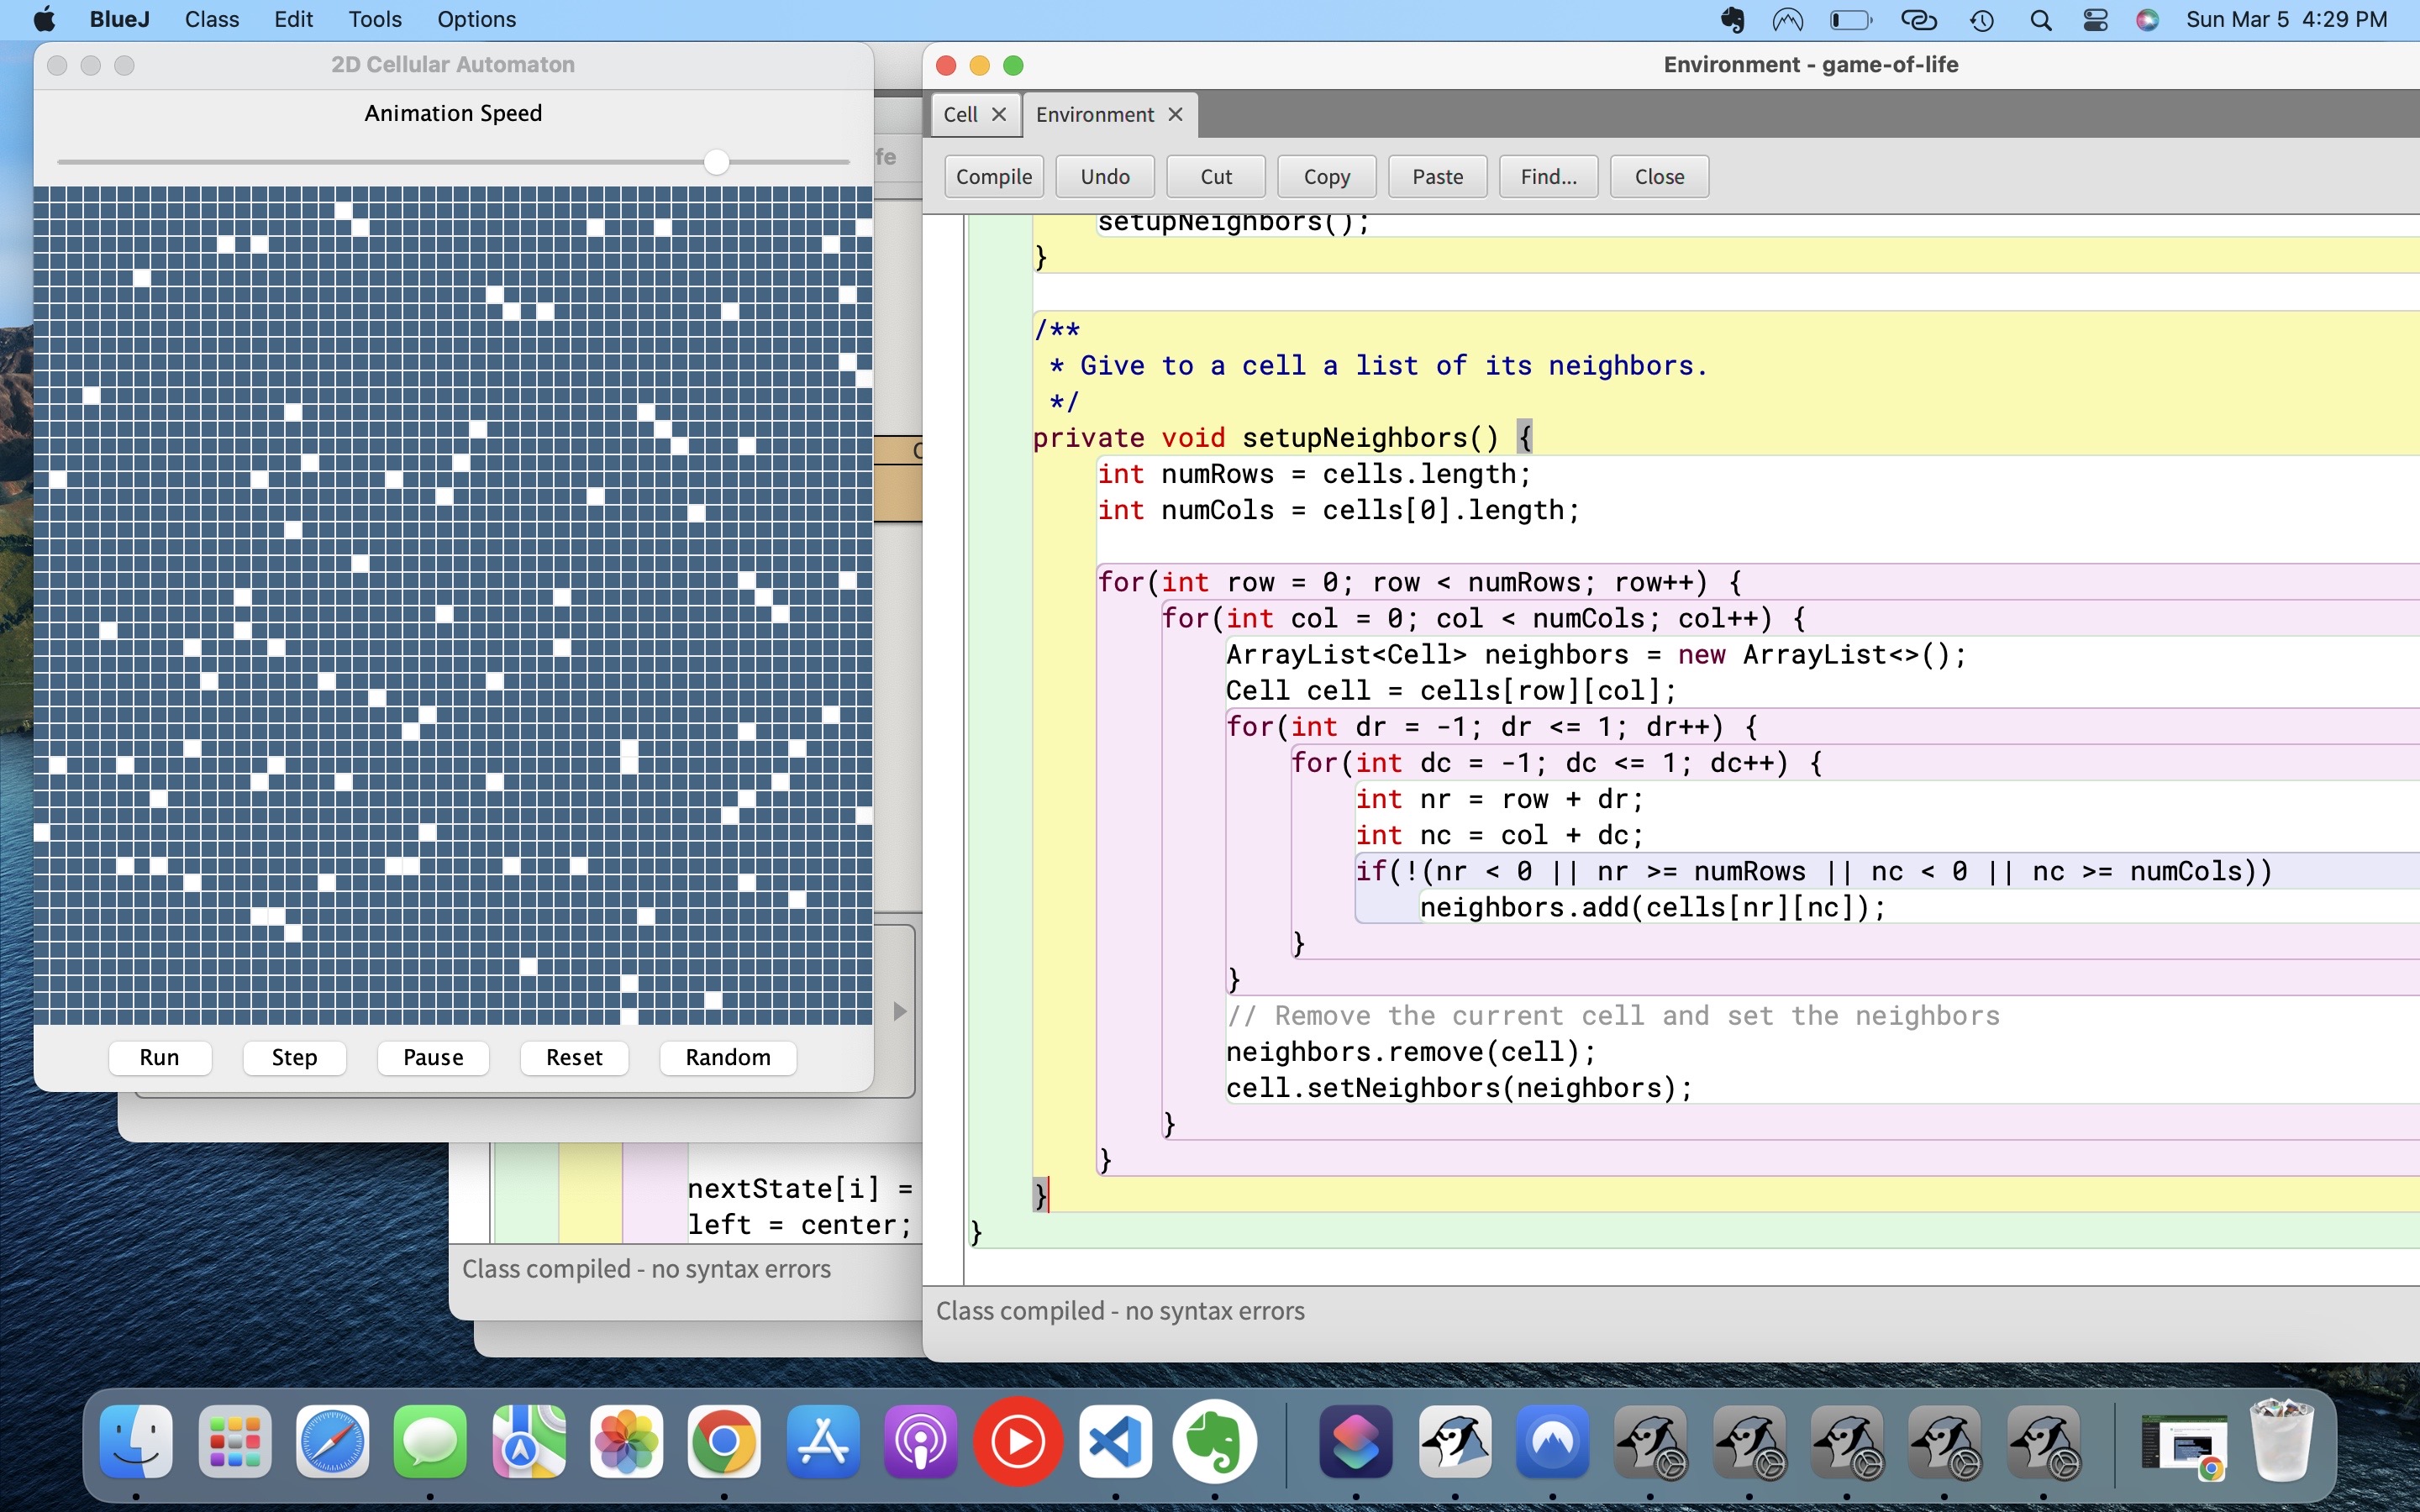 BlueJ Class Edit Tools Options Sun Mar 5 4:29 PM
2D Cellular Automaton
Animation Speed
Run Step Pause Reset Random
fe
C
nextState[i] =
left = center;
Class compiled - no syntax errors
Environment - game-of-life
Cell Environment
Compile Undo Cut Copy Paste Find... Close
setupNeighbors();
}
/**
* Give to a cell a list of its neighbors.
*/
private void setupNeighbors() {
int numRows = cells.length;
int numCols = cells[0].length;
for(int row = 0; row < numRows; row++) {
for(int col = 0; col < numCols; col++) {
ArrayList<Cell> neighbors = new ArrayList<>();
Cell cell = cells[row][col];
for(int dr = -1; dr <= 1; dr++) {
for(int dc = -1; dc <= 1; dc++) {
int nr = row + dr;
int nc = col + dc;
if(!(nr < 0 || nr >= numRows || nc < 0 || nc >= numCols))
neighbors.add(cells[nr][nc]);
}
}
// Remove the current cell and set the neighbors
neighbors.remove(cell);
cell.setNeighbors(neighbors);
}
}
}
}
Class compiled - no syntax errors